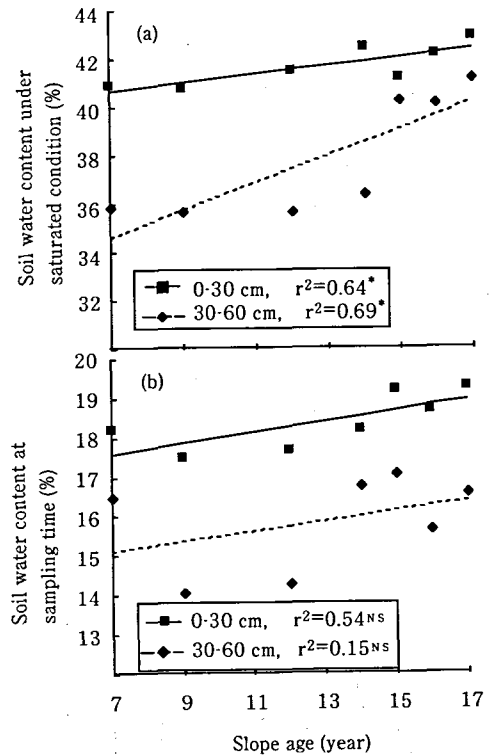 (a)
44
42
40
38
36
34
32
Soil water content under
saturated condition (%)
0-30 cm, r²=0.64*
30-60 cm, r²=0.69*
(b)
20
19
18
17
16
15
14
13
Soil water content at
sampling time (%)
0-30 cm, r²=0.54NS
30-60 cm, r²=0.15NS
7 9 11 13 15 17
Slope age (year)